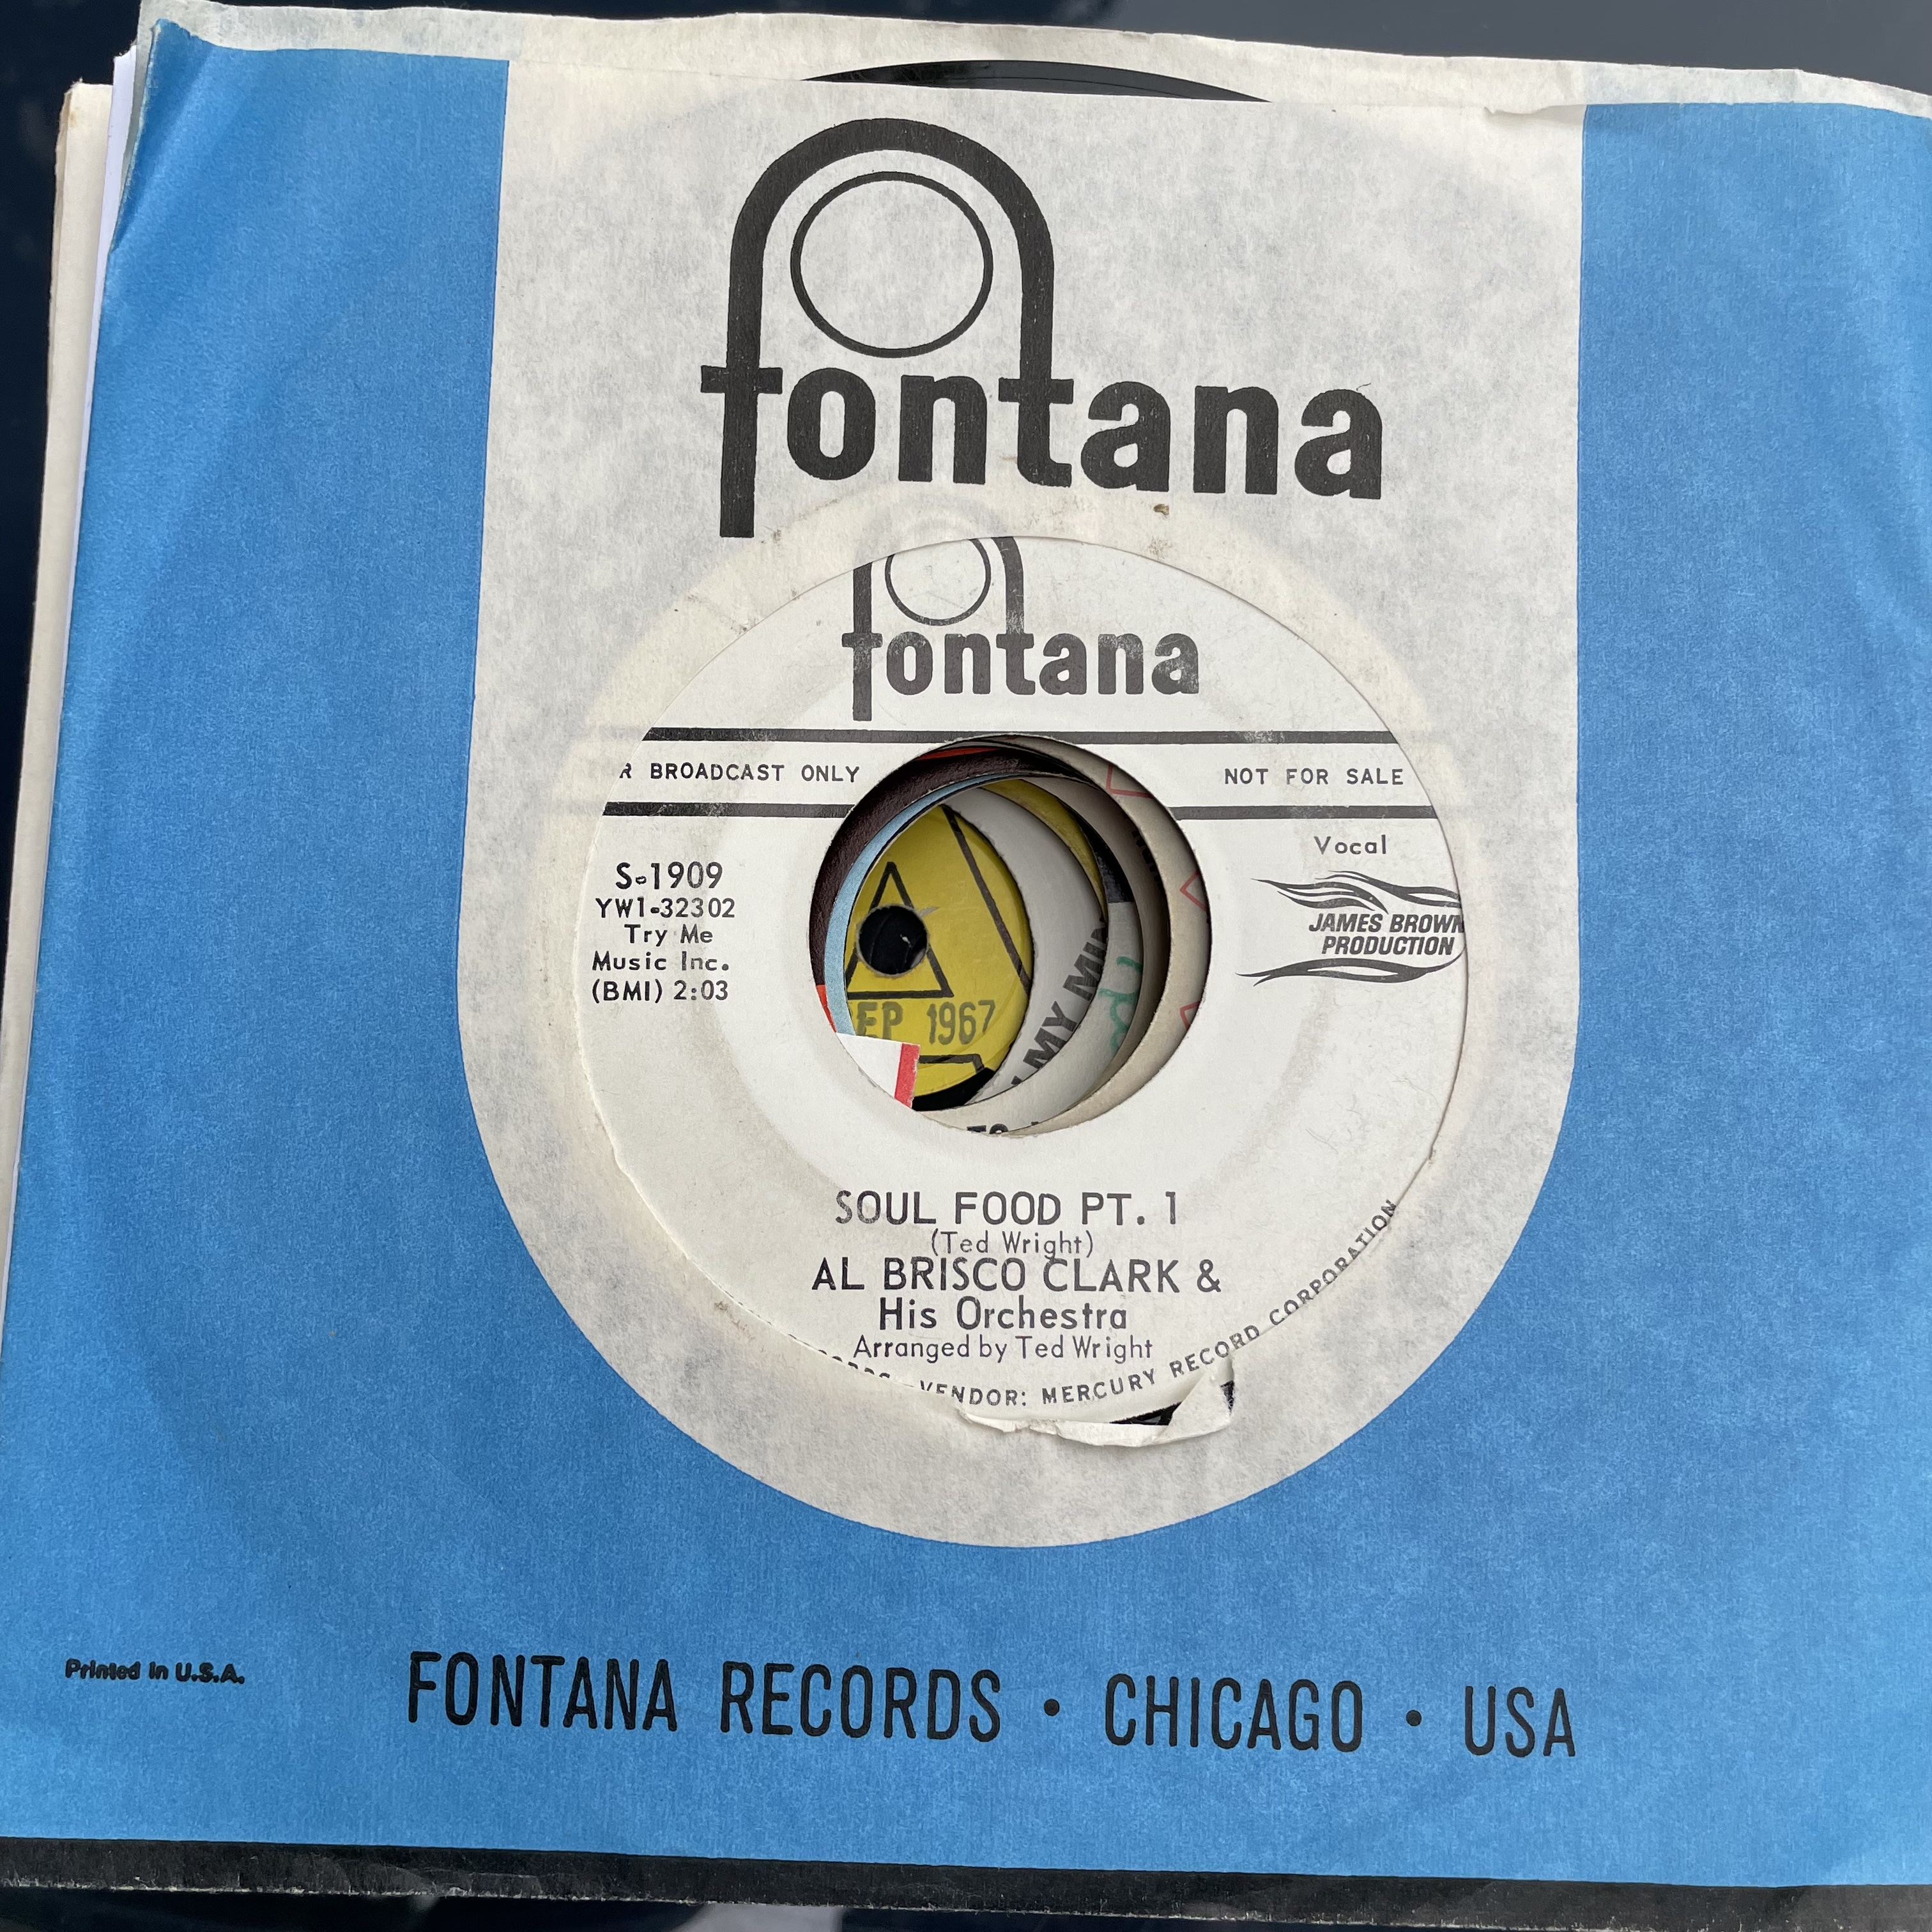 fontana
fontana
R BROADCAST ONLY
NOT FOR SALE
S-1909
YW1-32302
Try Me
Music Inc.
(BMI) 2:03
Vocal
JAMES BROWN
PRODUCTION
EP 1967
MY MIN
SOUL FOOD PT. 1
(Ted Wright)
AL BRISCO CLARK &
His Orchestra
Arranged by Ted Wright
VENDOR: MERCURY RECORD CORPORATION
Printed in U.S.A.
FONTANA RECORDS • CHICAGO • USA